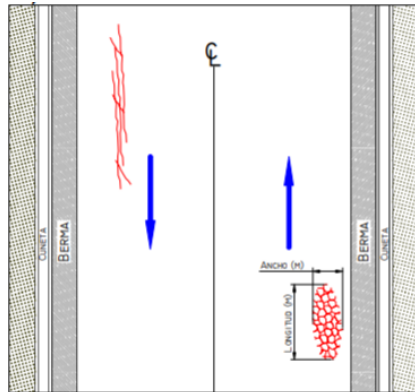 CL
CUNETA
BERMA
BERMA
CUNETA
ANCHO (M)
LONGITUD (M)